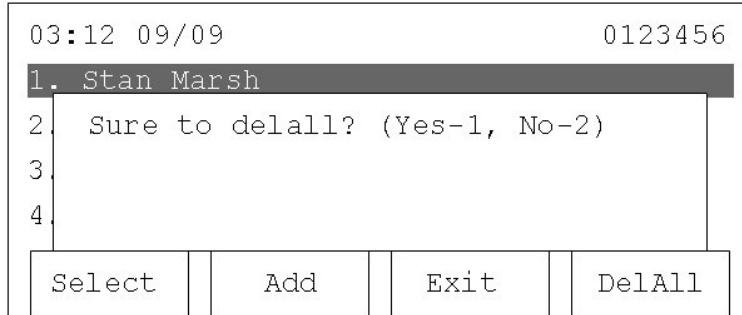 03:12 09/09 0123456
1. Stan Marsh
2. Sure to delall? (Yes-1, No-2)
3.
4.
Select Add Exit DelAll